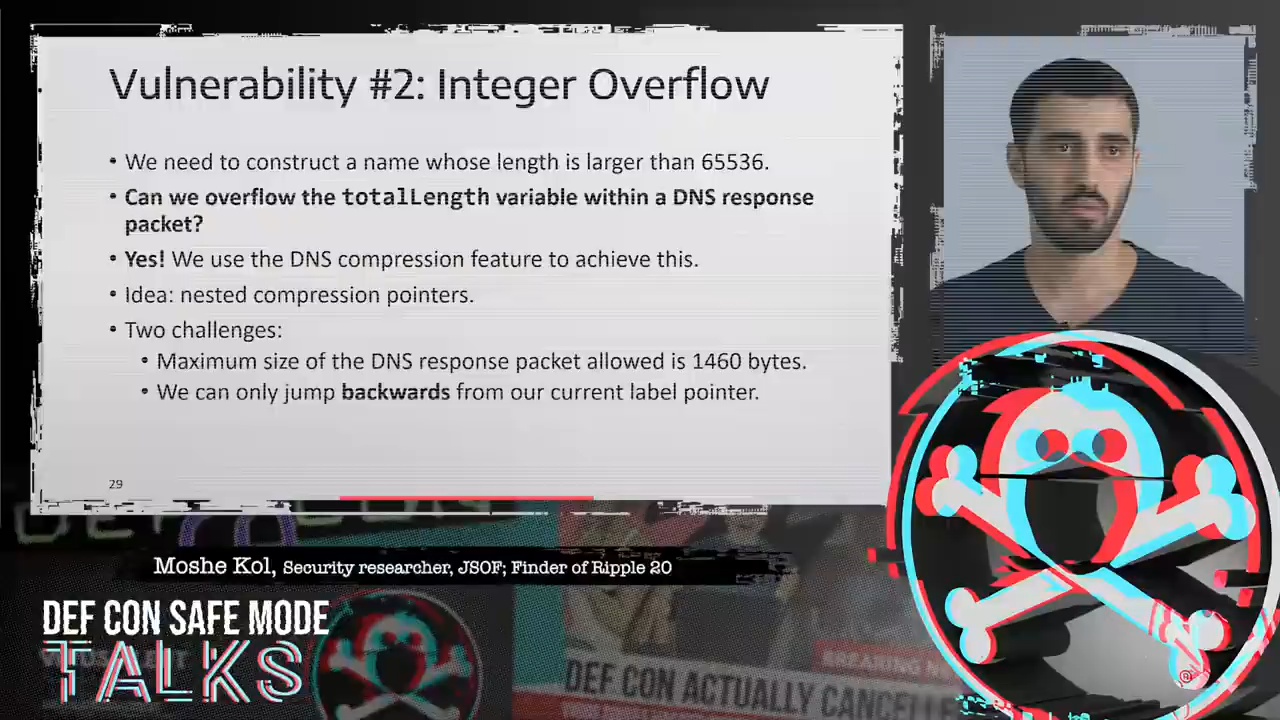 Vulnerability #2: Integer Overflow
• We need to construct a name whose length is larger than 65536.
• Can we overflow the totalLength variable within a DNS response
packet?
• Yes! We use the DNS compression feature to achieve this.
• Idea: nested compression pointers.
• Two challenges:
• Maximum size of the DNS response packet allowed is 1460 bytes.
• We can only jump backwards from our current label pointer.
29
DEF CON
Moshe Kol, Security researcher, JSOF; Finder of Ripple 20
DEF CON SAFE MODE
TALKS
BREAKING N
DEF CON ACTUALLY CANCELLE
®